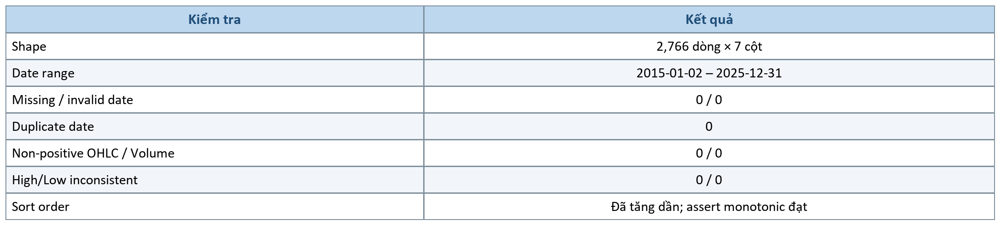 Kiểm tra Kết quả
Shape 2,766 dòng × 7 cột
Date range 2015-01-02 – 2025-12-31
Missing / invalid date 0 / 0
Duplicate date 0
Non-positive OHLC / Volume 0 / 0
High/Low inconsistent 0 / 0
Sort order Đã tăng dần; assert monotonic đạt